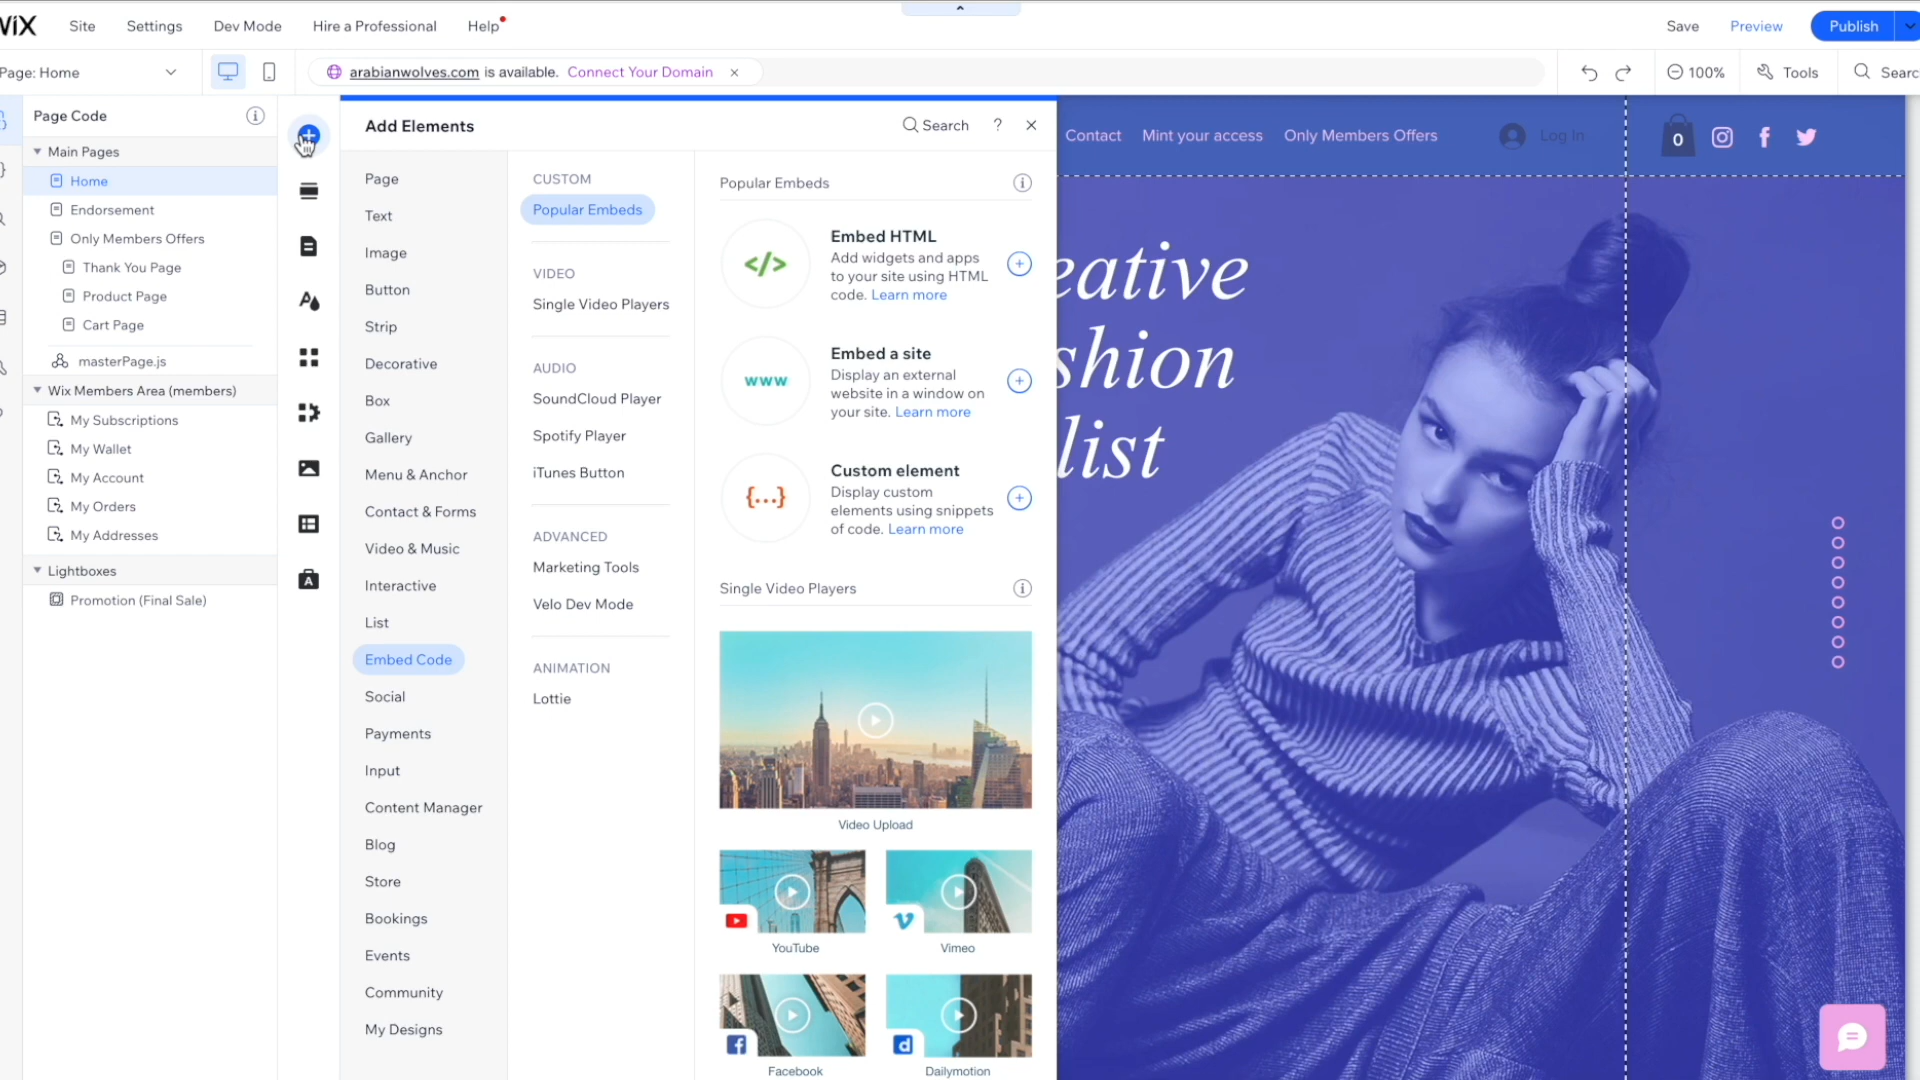 WiX
Site
Settings
Dev Mode
Hire a Professional
Help
Save
Preview
Publish
Page: Home
arabianwolves.com is available. Connect Your Domain
100%
Tools
Searc
Page Code
Main Pages
Home
Endorsement
Only Members Offers
Thank You Page
Product Page
Cart Page
masterPage.js
Wix Members Area (members)
My Subscriptions
My Wallet
My Account
My Orders
My Addresses
Lightboxes
Promotion (Final Sale)
Add Elements
Search
?
Page
Text
Image
Button
Strip
Decorative
Box
Gallery
Menu & Anchor
Contact & Forms
Video & Music
Interactive
List
Embed Code
Social
Payments
Input
Content Manager
Blog
Store
Bookings
Events
Community
My Designs
CUSTOM
Popular Embeds
VIDEO
Single Video Players
AUDIO
SoundCloud Player
Spotify Player
iTunes Button
ADVANCED
Marketing Tools
Velo Dev Mode
ANIMATION
Lottie
Popular Embeds
</>
Embed HTML
Add widgets and apps
to your site using HTML
code. Learn more
www
Embed a site
Display an external
website in a window on
your site. Learn more
{...}
Custom element
Display custom
elements using snippets
of code. Learn more
Single Video Players
Video Upload
YouTube
Vimeo
Facebook
Dailymotion
Contact
Mint your access
Only Members Offers
Log In
0
eative
shion
list